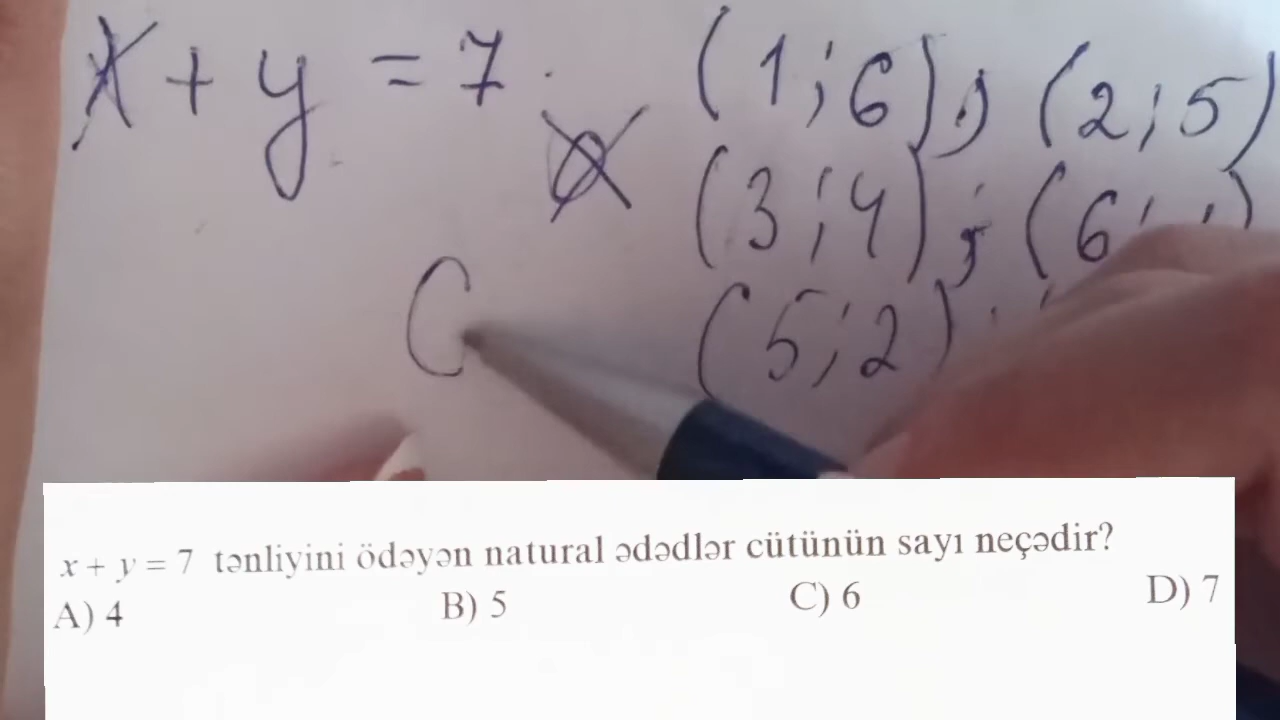 x + y = 7 (1;6); (2;5)
(3;4); (6;
(5;2)
C
x + y = 7 tənliyini ödəyən natural ədədlər cütünün sayı neçədir?
A) 4 B) 5 C) 6 D) 7